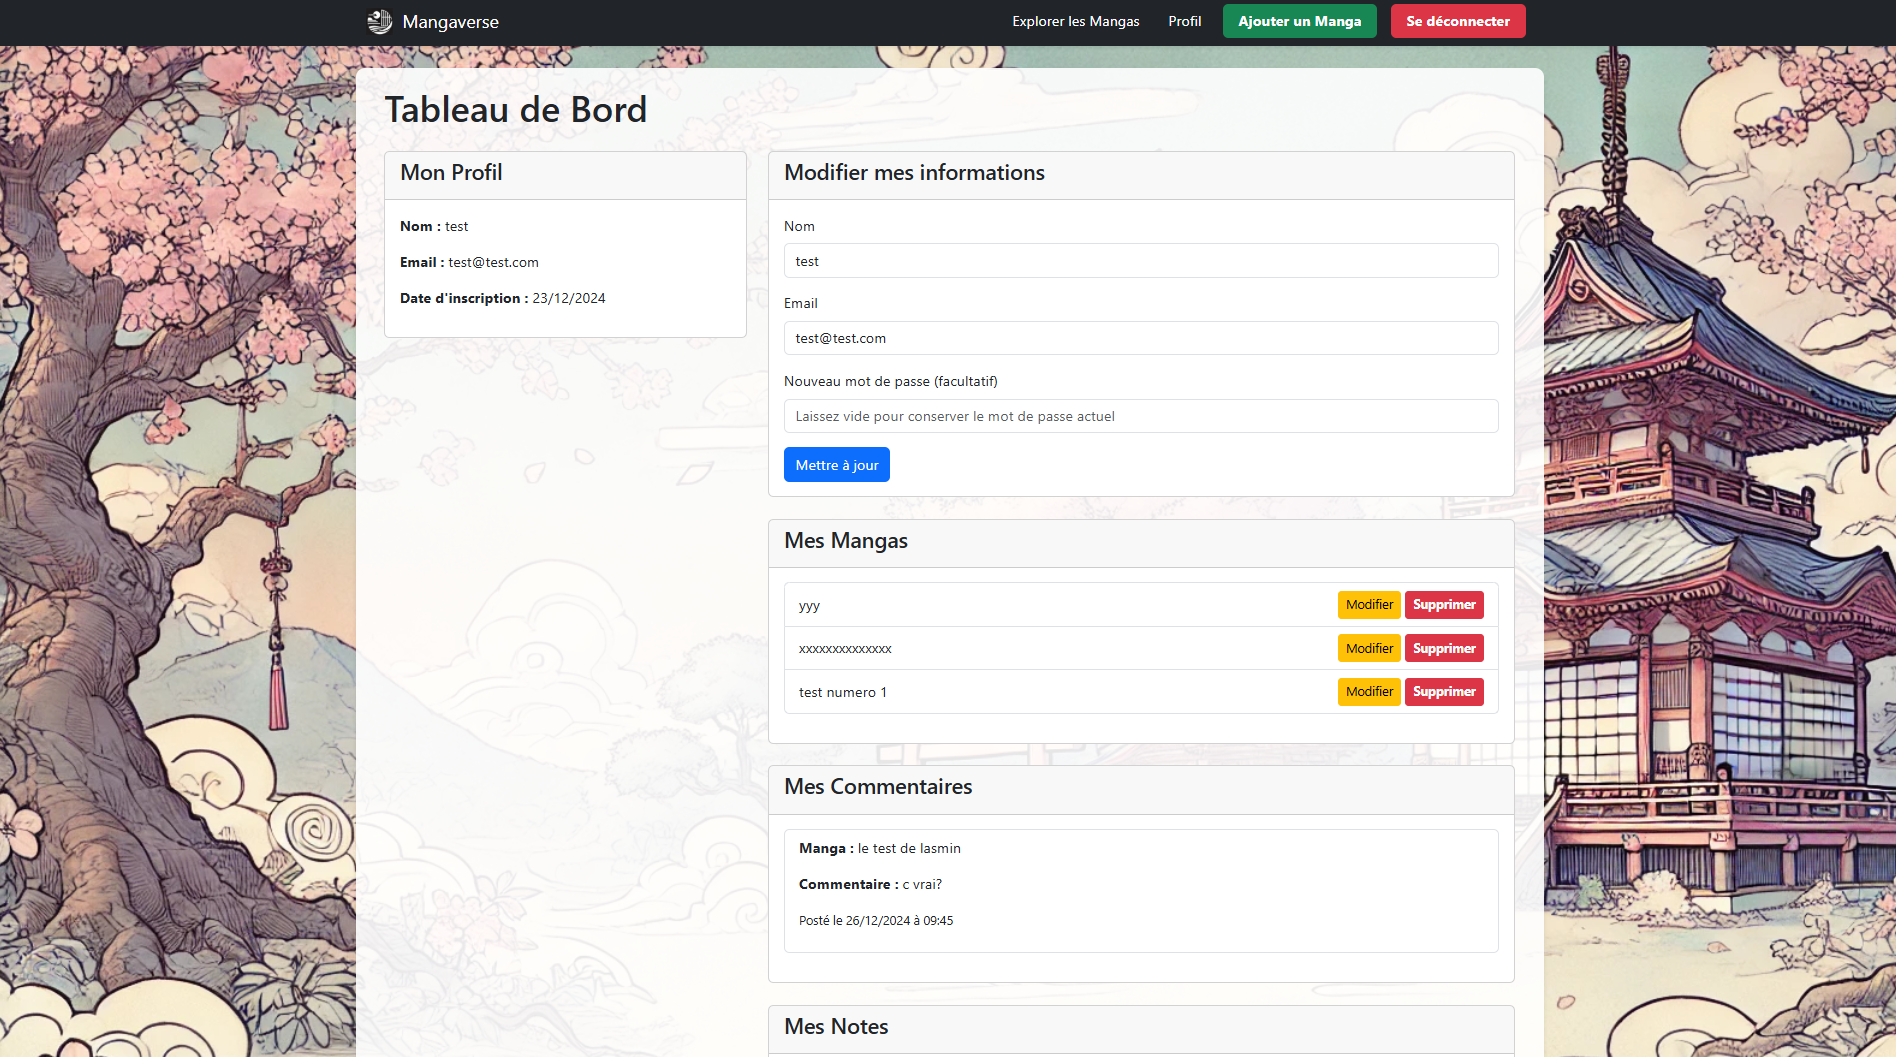 Mangaverse
Explorer les Mangas
Profil
Ajouter un Manga
Se déconnecter
Tableau de Bord
Mon Profil
Nom : test
Email : test@test.com
Date d'inscription : 23/12/2024
Modifier mes informations
Nom
test
Email
test@test.com
Nouveau mot de passe (facultatif)
Laissez vide pour conserver le mot de passe actuel
Mettre à jour
Mes Mangas
yyy Modifier Supprimer
xxxxxxxxxxxxxx Modifier Supprimer
test numero 1 Modifier Supprimer
Mes Commentaires
Manga : le test de lasmin
Commentaire : c vrai?
Posté le 26/12/2024 à 09:45
Mes Notes